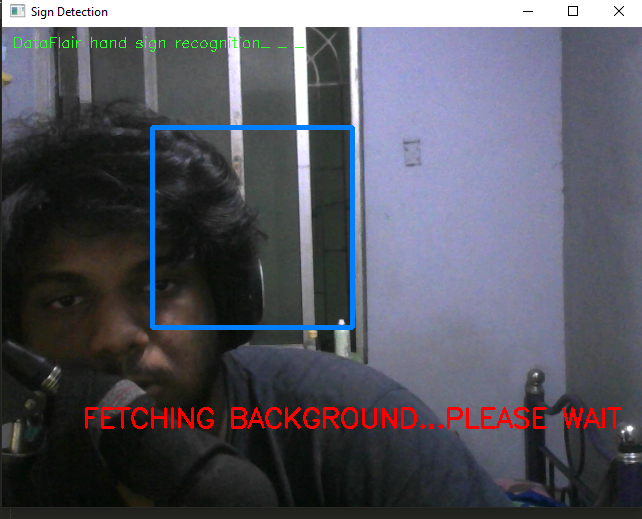 Sign Detection
DataFlair hand sign recognition_ _ _
FETCHING BACKGROUND...PLEASE WAIT